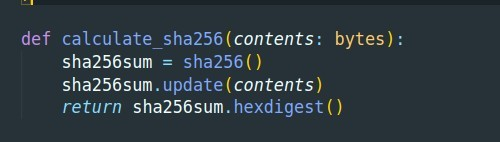 def calculate_sha256(contents: bytes):
    sha256sum = sha256()
    sha256sum.update(contents)
    return sha256sum.hexdigest()